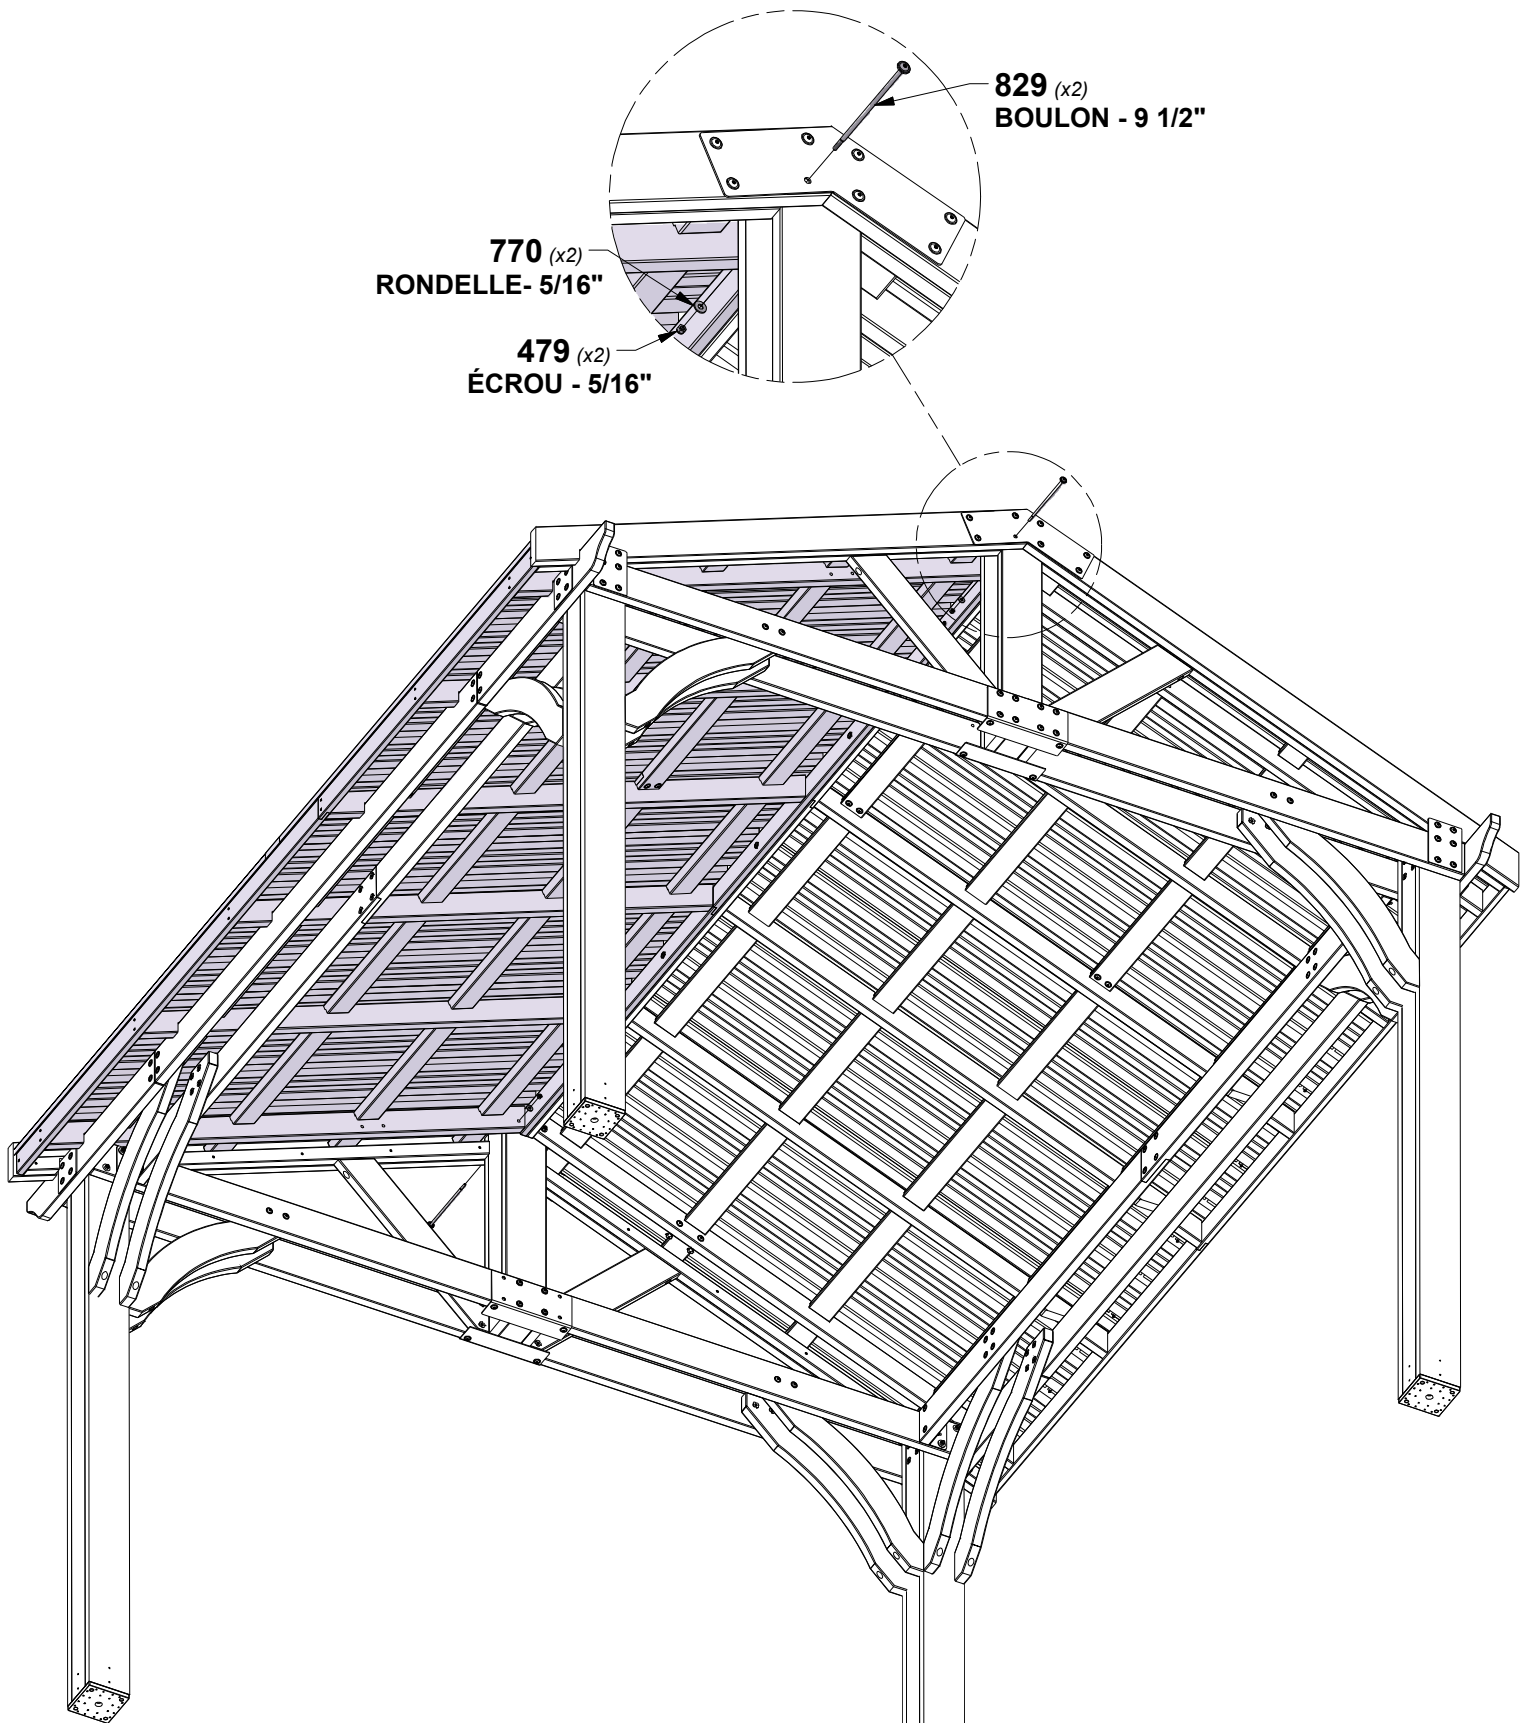 829 (x2)
BOULON - 9 1/2"
770 (x2)
RONDELLE- 5/16"
479 (x2)
ÉCROU - 5/16"